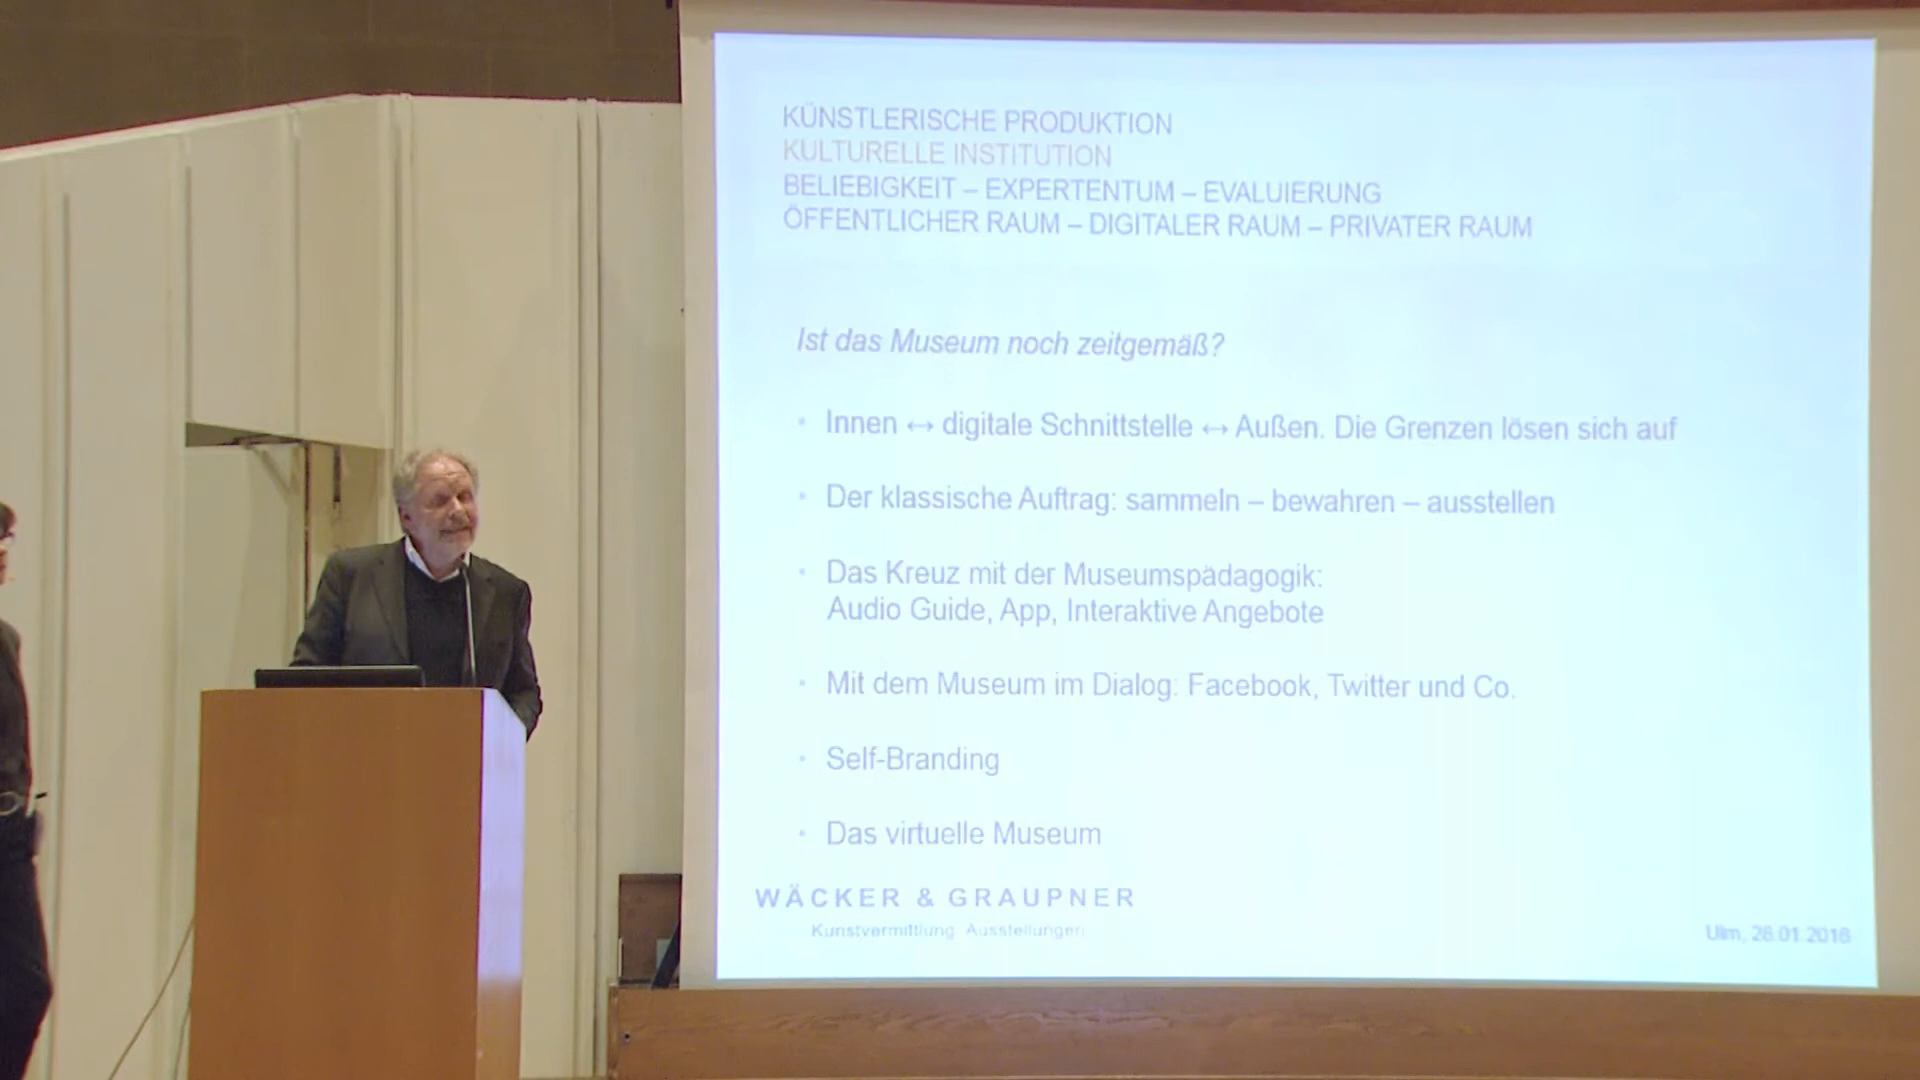 KÜNSTLERISCHE PRODUKTION
KULTURELLE INSTITUTION
BELIEBIGKEIT – EXPERTENTUM – EVALUIERUNG
ÖFFENTLICHER RAUM – DIGITALER RAUM – PRIVATER RAUM
Ist das Museum noch zeitgemäß?
• Innen ↔ digitale Schnittstelle ↔ Außen. Die Grenzen lösen sich auf
• Der klassische Auftrag: sammeln – bewahren – ausstellen
• Das Kreuz mit der Museumspädagogik:
Audio Guide, App, Interaktive Angebote
• Mit dem Museum im Dialog: Facebook, Twitter und Co.
• Self-Branding
• Das virtuelle Museum
WÄCKER & GRAUPNER
Kunstvermittlung Ausstellungen
Ulm,